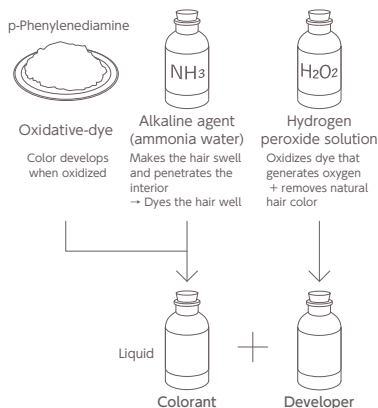 p-Phenylenediamine
NH3
H2O2
Oxidative-dye
Color develops
when oxidized
Alkaline agent
(ammonia water)
Makes the hair swell
and penetrates the
interior
→ Dyes the hair well
Hydrogen
peroxide solution
Oxidizes dye that
generates oxygen
+ removes natural
hair color
Liquid
+
Colorant
Developer